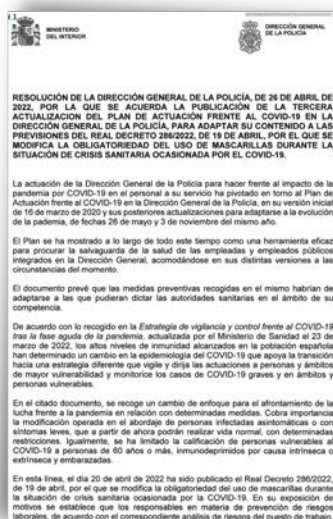 MINISTERIO
DEL INTERIOR
DIRECCIÓN GENERAL
DE LA POLICÍA
RESOLUCIÓN DE LA DIRECCIÓN GENERAL DE LA POLICÍA, DE 26 DE ABRIL DE
2022, POR LA QUE SE ACUERDA LA PUBLICACIÓN DE LA TERCERA
ACTUALIZACION DEL PLAN DE ACTUACIÓN FRENTE AL COVID-19 EN LA
DIRECCIÓN GENERAL DE LA POLICÍA, PARA ADAPTAR SU CONTENIDO A LAS
PREVISIONES DEL REAL DECRETO 286/2022, DE 19 DE ABRIL, POR EL QUE SE
MODIFICA LA OBLIGATORIEDAD DEL USO DE MASCARILLAS DURANTE LA
SITUACIÓN DE CRISIS SANITARIA OCASIONADA POR EL COVID-19.
La actuación de la Dirección General de la Policía para hacer frente al impacto de la
pandemia por COVID-19 en el personal a su servicio ha pivotado en torno al Plan de
Actuación frente al COVID-19 en la Dirección General de la Policía, en su versión inicial
de 16 de marzo de 2020 y sus posteriores actualizaciones para adaptarse a la evolución
de la pademia, de fechas 26 de mayo y 3 de noviembre del mismo año.
El Plan se ha mostrado a lo largo de todo este tiempo como una herramienta eficaz
para procurar la salvaguarda de la salud de las empleadas y empleados públicos
integrados en la Dirección General, acomodándose en sus distintas versiones a las
circunstancias del momento.
El documento prevé que las medidas preventivas recogidas en el mismo habrían de
adaptarse a las que pudieran dictar las autoridades sanitarias en el ámbito de su
competencia.
De acuerdo con lo recogido en la Estrategia de vigilancia y control frente al COVID-19
tras la fase aguda de la pandemia, actualizada por el Ministerio de Sanidad el 23 de
marzo de 2022, los altos niveles de inmunidad alcanzados en la población española
han determinado un cambio en la epidemiología del COVID-19 que apoya la transición
hacia una estrategia diferente que vigile y dirija las actuaciones a personas y ámbitos
de mayor vulnerabilidad y monitorice los casos de COVID-19 graves y en ámbitos y
personas vulnerables.
En el citado documento, se recoge un cambio de enfoque para el afrontamiento de la
lucha frente a la pandemia en relación con determinadas medidas. Cobra importancia
la modificación operada en el abordaje de personas infectadas asintomáticas o con
síntomas leves, que a partir de ahora podrán realizar vida normal, con determinadas
restricciones. Igualmente, se ha limitado la calificación de personas vulnerables al
COVID-19 a personas de 60 años o más, inmunodeprimidos por causa intrínseca o
extrínseca y embarazadas.
En esta línea, el día 20 de abril de 2022 ha sido publicado el Real Decreto 286/2022,
de 19 de abril, por el que se modifica la obligatoriedad del uso de mascarillas durante
la situación de crisis sanitaria ocasionada por el COVID-19. En su exposición de
motivos se establece que los responsables en materia de prevención de riesgos
laborales, de acuerdo con el correspondiente análisis de riesgos del puesto de trabajo